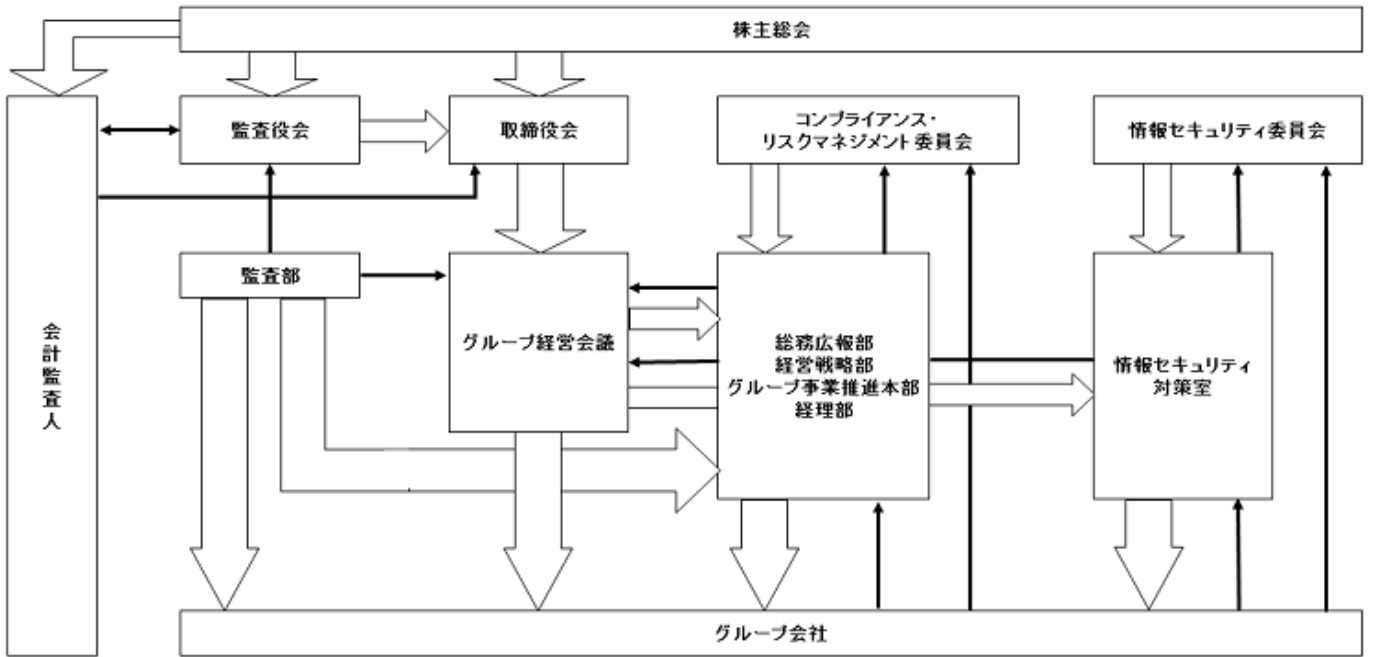 株主総会
監査役会
取締役会
コンプライアンス・
リスクマネジメント委員会
情報セキュリティ委員会
監査部
会計監査人
グループ経営会議
総務広報部
経営戦略部
グループ事業推進本部
経理部
情報セキュリティ
対策室
グループ会社